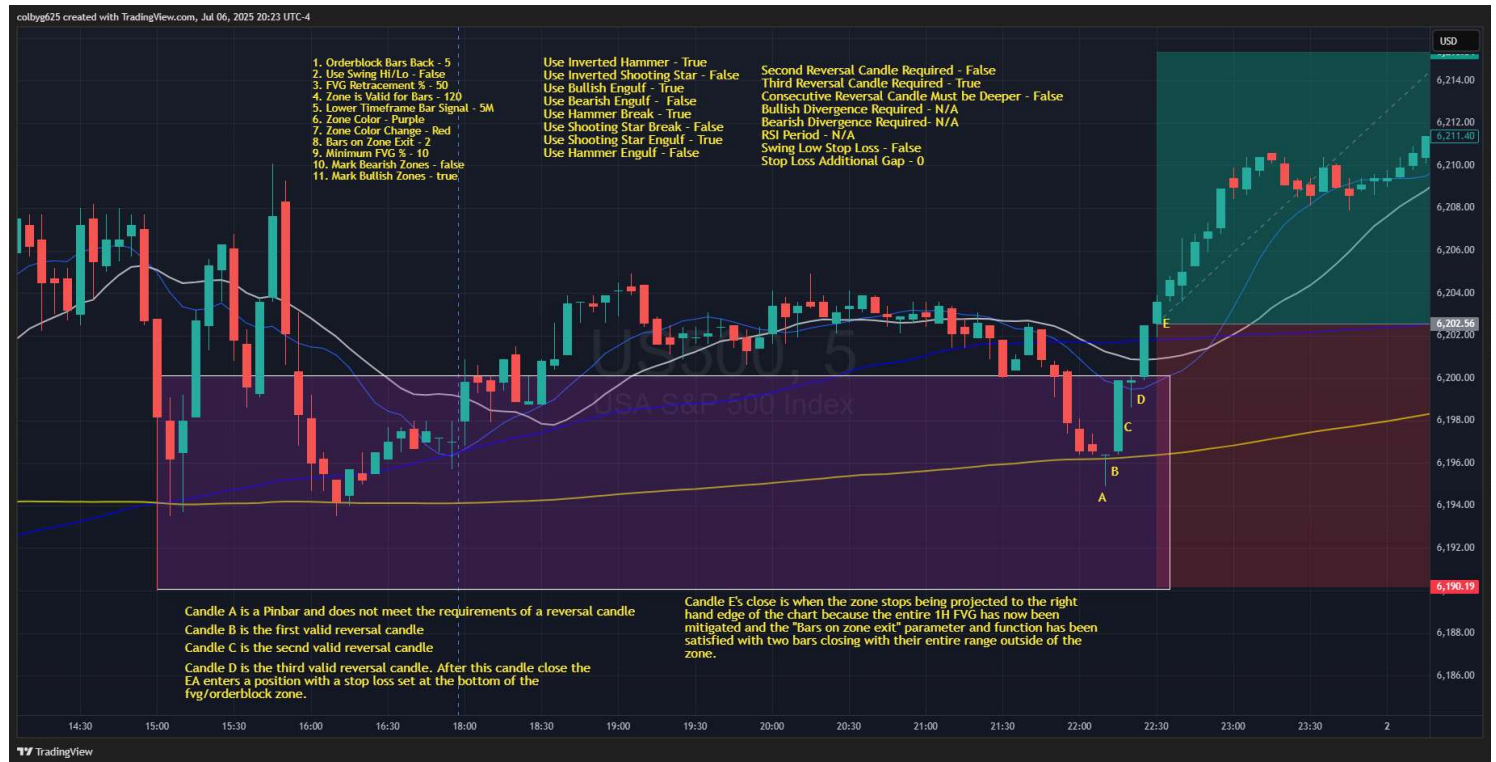 colbyg625 created with TradingView.com, Jul 06, 2025 20:23 UTC-4
1. Orderblock Bars Back - 5
2. Use Swing Hi/Lo - False
3. FVG Retracement % - 50
4. Zone is Valid for Bars - 120
5. Lower Timeframe Bar Signal - 5M
6. Zone Color - Purple
7. Zone Color Change - Red
8. Bars on Zone Exit - 2
9. Minimum FVG % - 10
10. Mark Bearish Zones - false
11. Mark Bullish Zones - true
Use Inverted Hammer - True
Use Inverted Shooting Star - False
Use Bullish Engulf - True
Use Bearish Engulf - False
Use Hammer Break - True
Use Shooting Star Break - False
Use Shooting Star Engulf - True
Use Hammer Engulf - False
Second Reversal Candle Required - False
Third Reversal Candle Required - True
Consecutive Reversal Candle Must be Deeper - False
Bullish Divergence Required - N/A
Bearish Divergence Required- N/A
RSI Period - N/A
Swing Low Stop Loss - False
Stop Loss Additional Gap - 0
USD
6,214.00
6,212.00
6,211.40
6,210.00
6,208.00
6,206.00
6,204.00
6,202.56
6,202.00
6,200.00
6,198.00
6,196.00
6,194.00
6,192.00
6,190.19
6,188.00
6,186.00
US500, 5
USA S&P 500 Index
E
D
C
B
A
Candle A is a Pinbar and does not meet the requirements of a reversal candle
Candle B is the first valid reversal candle
Candle C is the secnd valid reversal candle
Candle D is the third valid reversal candle. After this candle close the
EA enters a position with a stop loss set at the bottom of the
fvg/orderblock zone.
Candle E's close is when the zone stops being projected to the right
hand edge of the chart because the entire 1H FVG has now been
mitigated and the "Bars on zone exit" parameter and function has been
satisfied with two bars closing with their entire range outside of the
zone.
14:30 15:00 15:30 16:00 16:30 17:00 18:00 18:30 19:00 19:30 20:00 20:30 21:00 21:30 22:00 22:30 23:00 23:30 2
TradingView